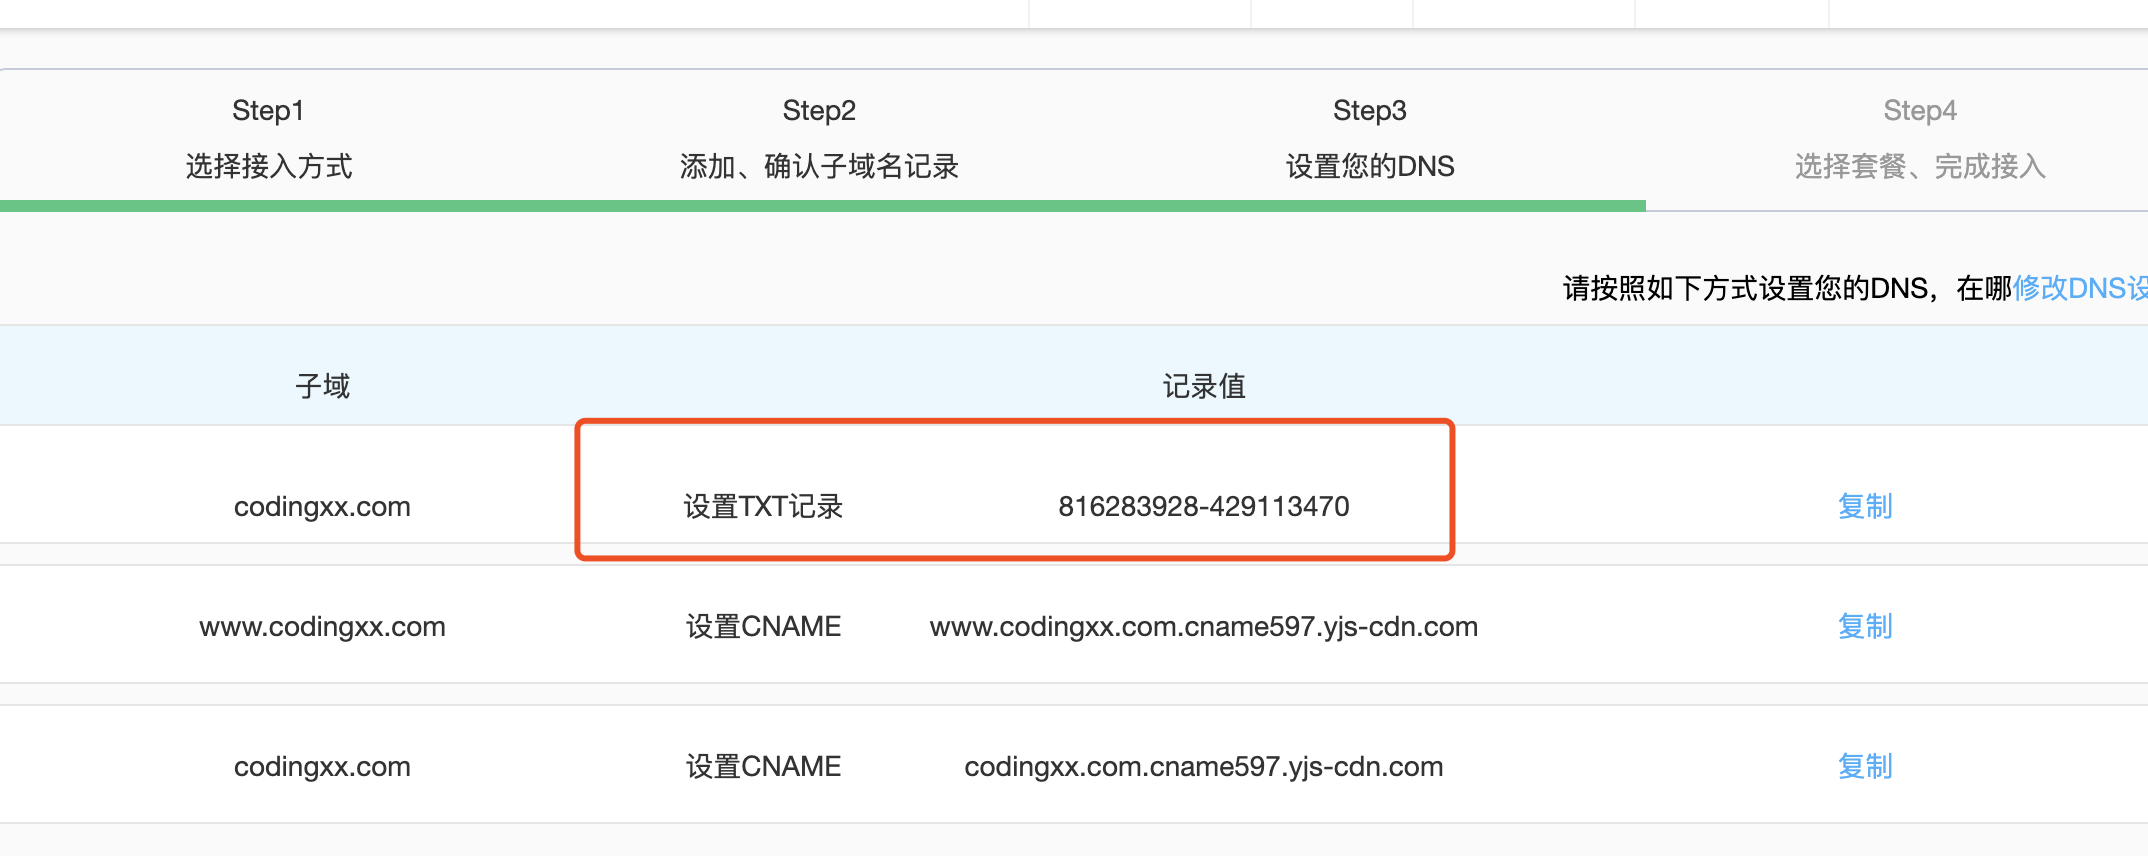 Step1 Step2 Step3 Step4
选择接入方式 添加、确认子域名记录 设置您的DNS 选择套餐、完成接入
请按照如下方式设置您的DNS，在哪修改DNS设
子域 记录值
codingxx.com 设置TXT记录 816283928-429113470 复制
www.codingxx.com 设置CNAME www.codingxx.com.cname597.yjs-cdn.com 复制
codingxx.com 设置CNAME codingxx.com.cname597.yjs-cdn.com 复制